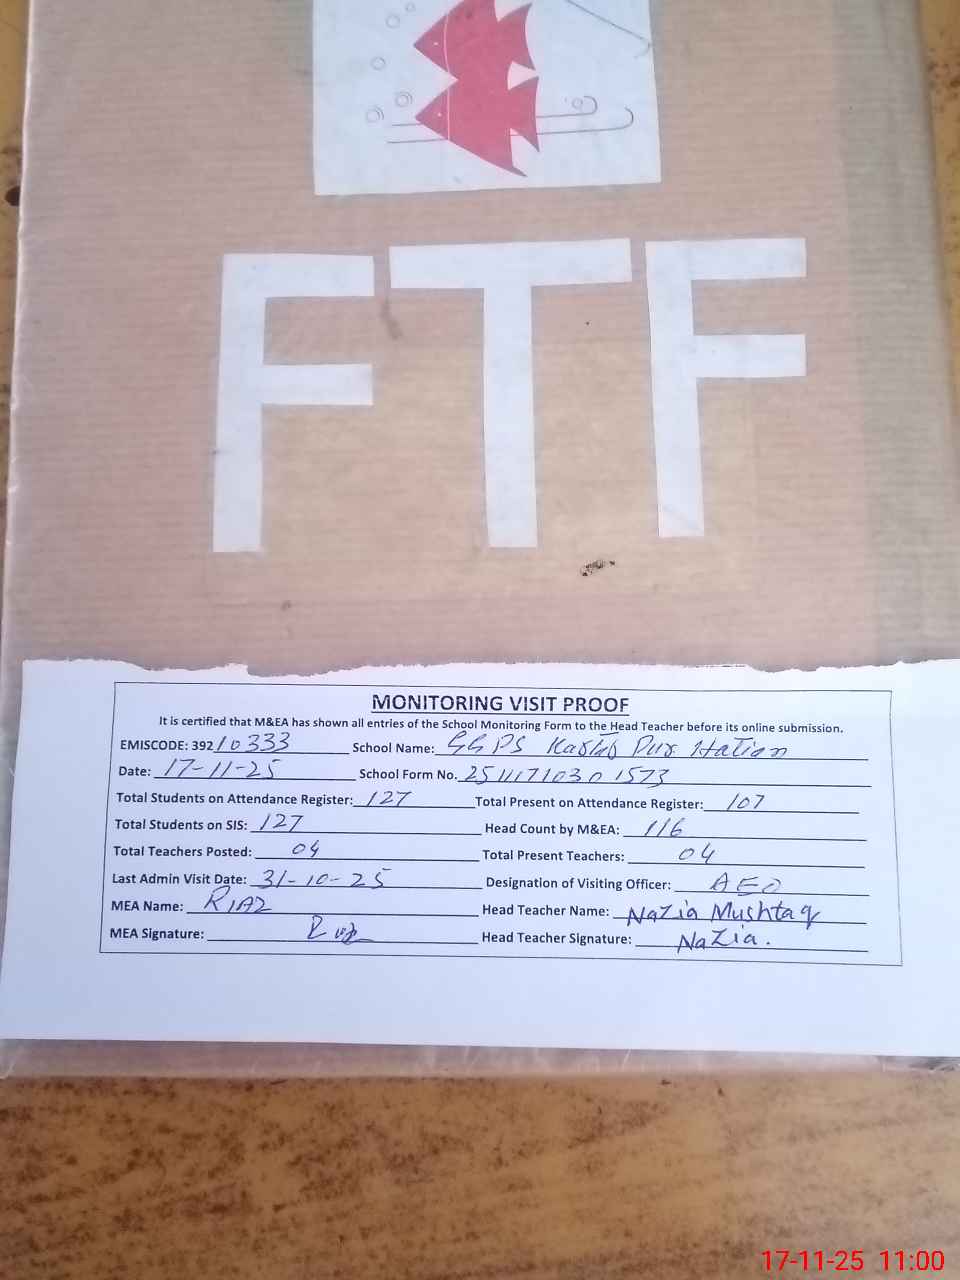 FTF
MONITORING VISIT PROOF
It is certified that M&EA has shown all entries of the School Monitoring Form to the Head Teacher before its online submission.
EMISCODE: 39210333 School Name: GGPS Pur Station
Date: 17-11-25 School Form No. 2511171030 1573
Total Students on Attendance Register: 127 Total Present on Attendance Register: 107
Total Students on SIS: 127 Head Count by M&EA: 116
Total Teachers Posted: 04 Total Present Teachers: 04
Last Admin Visit Date: 31-10-25 Designation of Visiting Officer: AEO
MEA Name: RIAZ Head Teacher Name: Nazia Mushtaq
MEA Signature: Head Teacher Signature: Nazia.
17-11-25 11:00